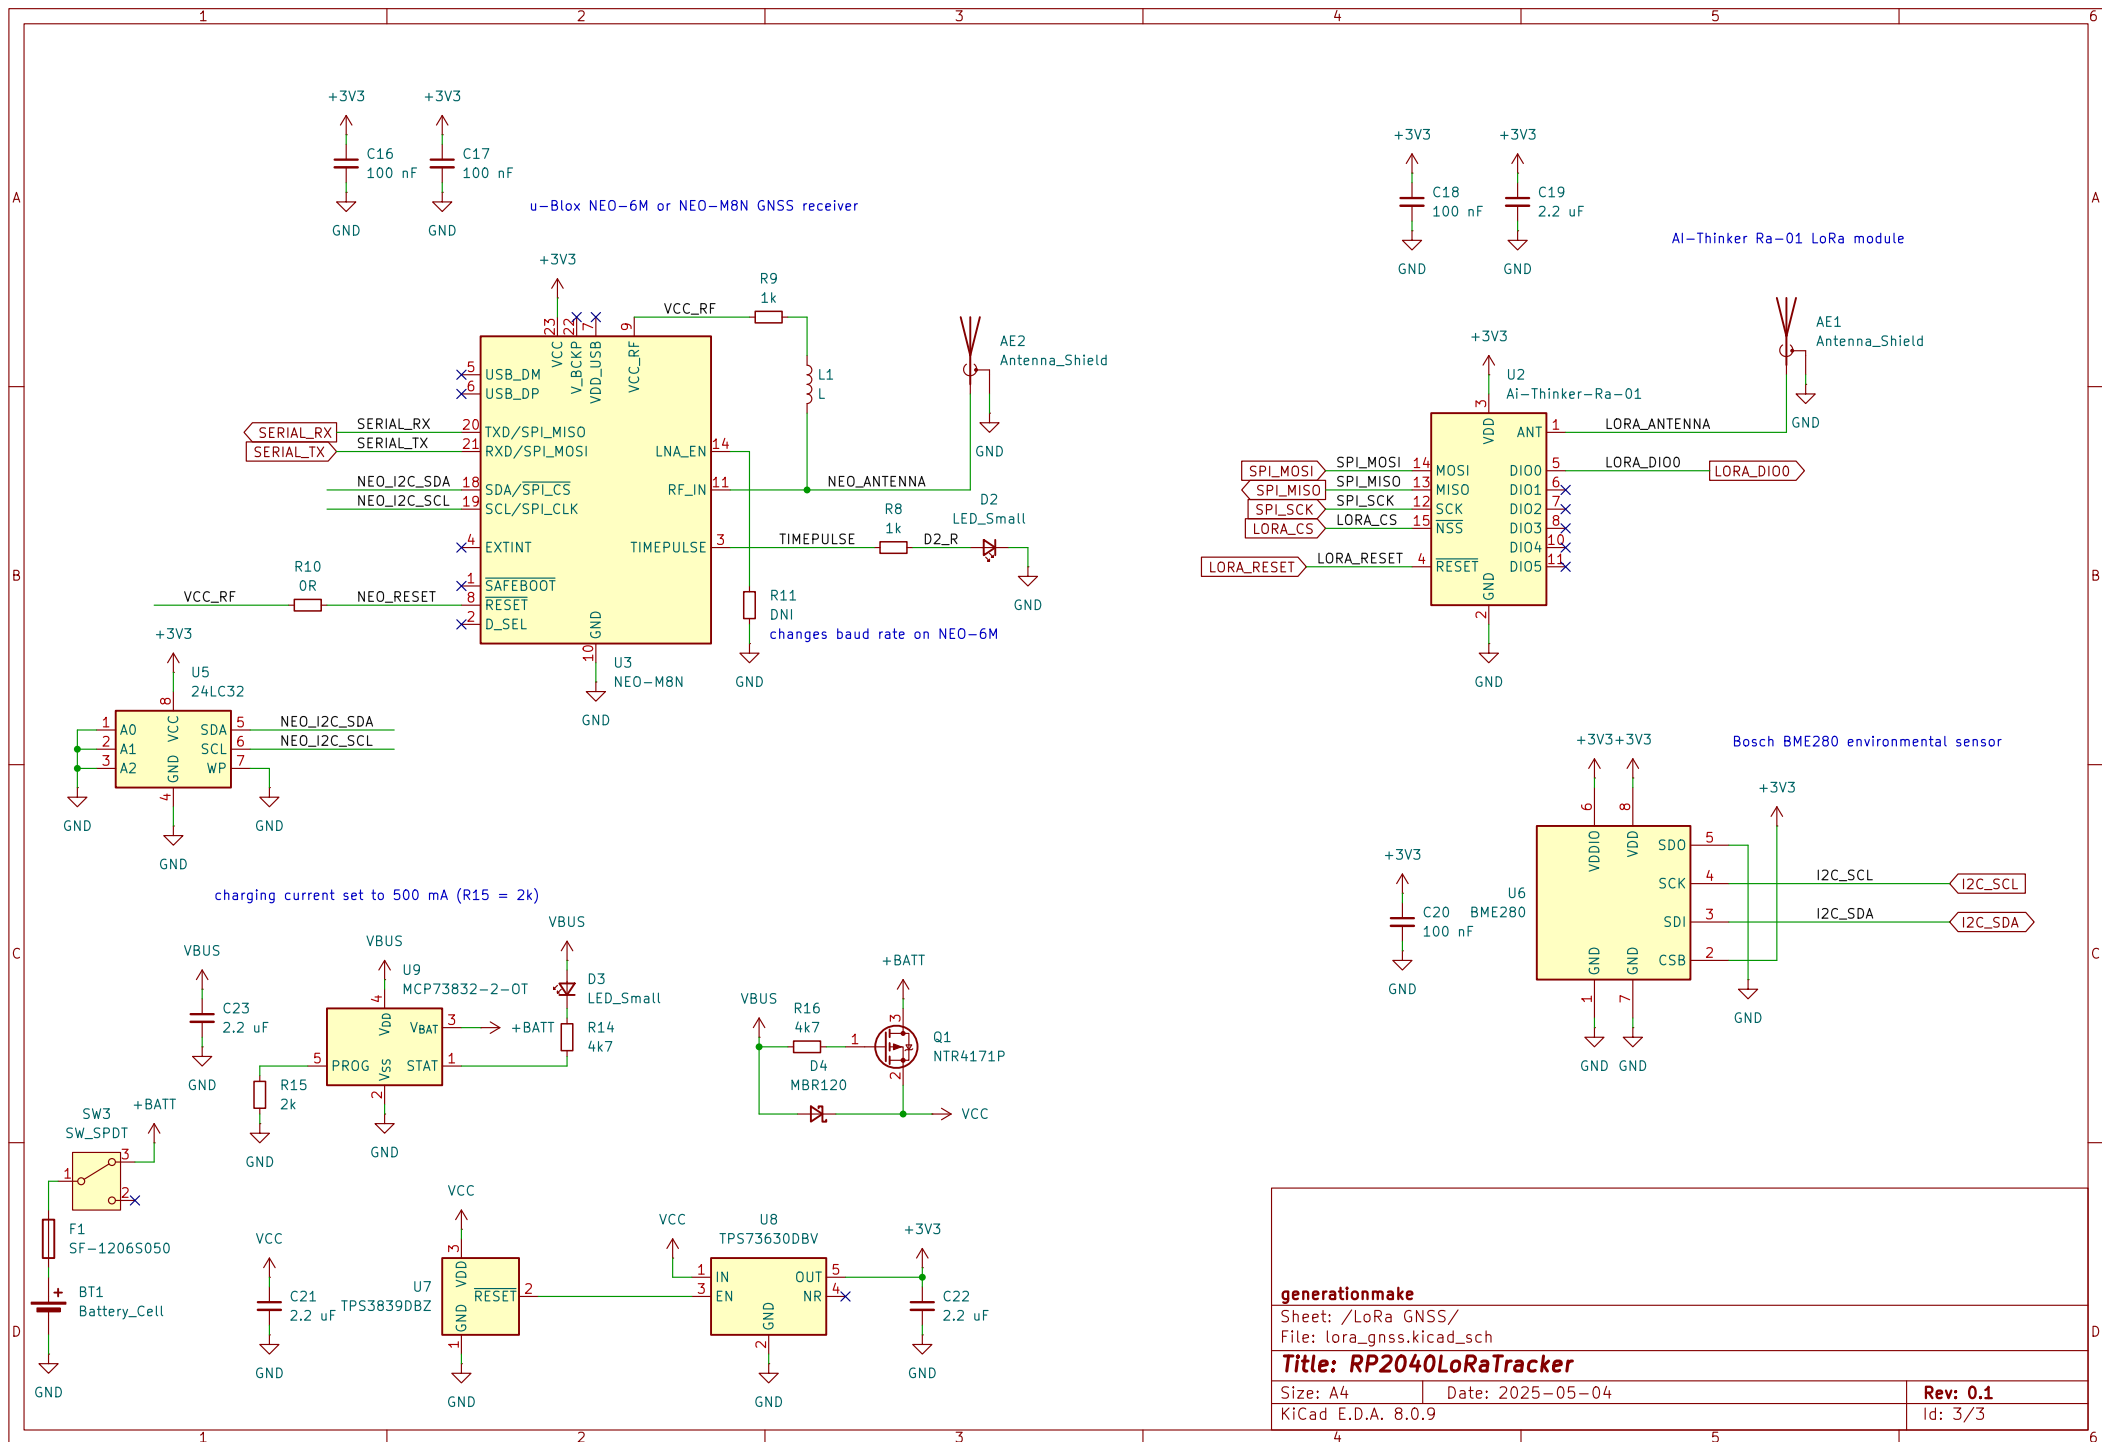 1 2 3 4 5 6
A
B
C
D
A
B
C
D
1 2 3 4 5 6
+3V3
C16
100 nF
GND
+3V3
C17
100 nF
GND
u-Blox NEO-6M or NEO-M8N GNSS receiver
+3V3
23
22
7
9
VCC
V_BCKP
VDD_USB
VCC_RF
VCC_RF
R9
1k
L1
L
AE2
Antenna_Shield
GND
5 USB_DM
6 USB_DP
SERIAL_RX SERIAL_RX 20 TXD/SPI_MISO
SERIAL_TX SERIAL_TX 21 RXD/SPI_MOSI
NEO_I2C_SDA 18 SDA/SPI_CS
NEO_I2C_SCL 19 SCL/SPI_CLK
4 EXTINT
1 SAFEBOOT
VCC_RF
R10
0R
NEO_RESET 8 RESET
2 D_SEL
LNA_EN 14
RF_IN 11 NEO_ANTENNA
TIMEPULSE 3 TIMEPULSE
R8
1k
D2_R
D2
LED_Small
GND
R11
DNI
changes baud rate on NEO-6M
GND
GND
10
U3
NEO-M8N
GND
+3V3
U5
24LC32
8
VCC
1 A0
2 A1
3 A2
SDA 5 NEO_I2C_SDA
SCL 6 NEO_I2C_SCL
WP 7
GND
4
GND
GND
GND
+3V3
C18
100 nF
GND
+3V3
C19
2.2 uF
GND
AI-Thinker Ra-01 LoRa module
+3V3
U2
Ai-Thinker-Ra-01
3
VDD
AE1
Antenna_Shield
GND
ANT 1 LORA_ANTENNA
SPI_MOSI SPI_MOSI 14 MOSI
SPI_MISO SPI_MISO 13 MISO
SPI_SCK SPI_SCK 12 SCK
LORA_CS LORA_CS 15 NSS
LORA_RESET LORA_RESET 4 RESET
DIO0 5 LORA_DIO0 LORA_DIO0
DIO1 6
DIO2 7
DIO3 8
DIO4 10
DIO5 11
GND
2
GND
Bosch BME280 environmental sensor
+3V3
+3V3
+3V3
6
8
VDDIO
VDD
U6
BME280
SDO 5
SCK 4 I2C_SCL I2C_SCL
SDI 3 I2C_SDA I2C_SDA
CSB 2
GND
GND
1
7
GND
GND
GND
+3V3
C20
100 nF
GND
charging current set to 500 mA (R15 = 2k)
VBUS
C23
2.2 uF
GND
VBUS
U9
MCP73832-2-OT
4
VDD
VBAT 3 +BATT
5 PROG
STAT 1
VSS
2
GND
R15
2k
GND
VBUS
D3
LED_Small
R14
4k7
+BATT
VBUS
R16
4k7
1
3
2
Q1
NTR4171P
D4
MBR120
VCC
SW3
SW_SPDT
+BATT
1
3
2
F1
SF-1206S050
BT1
+
Battery_Cell
GND
VCC
C21
2.2 uF
GND
VCC
U7
TPS3839DBZ
3
VDD
RESET 2
GND
1
GND
VCC
U8
TPS73630DBV
1 IN
3 EN
OUT 5
NR 4
GND
2
GND
+3V3
C22
2.2 uF
GND
generationmake
Sheet: /LoRa GNSS/
File: lora_gnss.kicad_sch
Title: RP2040LoRaTracker
Size: A4 Date: 2025-05-04 Rev: 0.1
KiCad E.D.A. 8.0.9 Id: 3/3